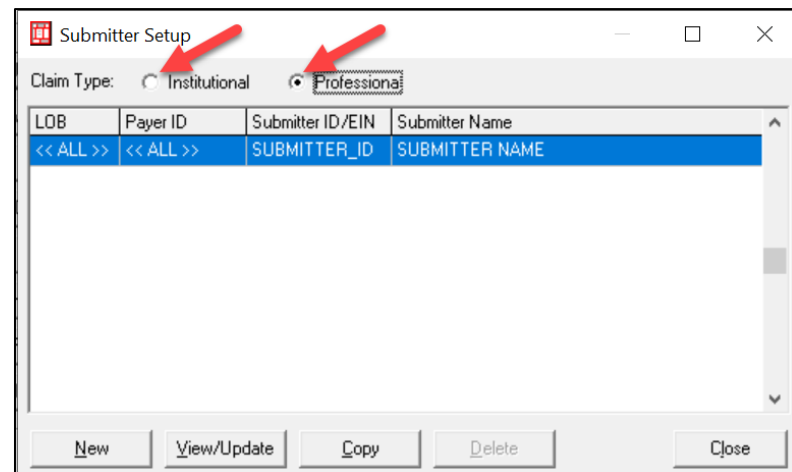 Submitter Setup
Claim Type: Institutional Professional
LOB Payer ID Submitter ID/EIN Submitter Name
<< ALL >> << ALL >> SUBMITTER_ID SUBMITTER NAME
New View/Update Copy Delete Close